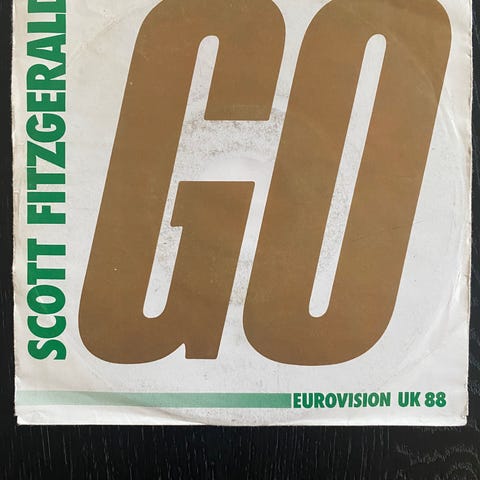 SCOTT FITZGERALD
GO
EUROVISION UK 88